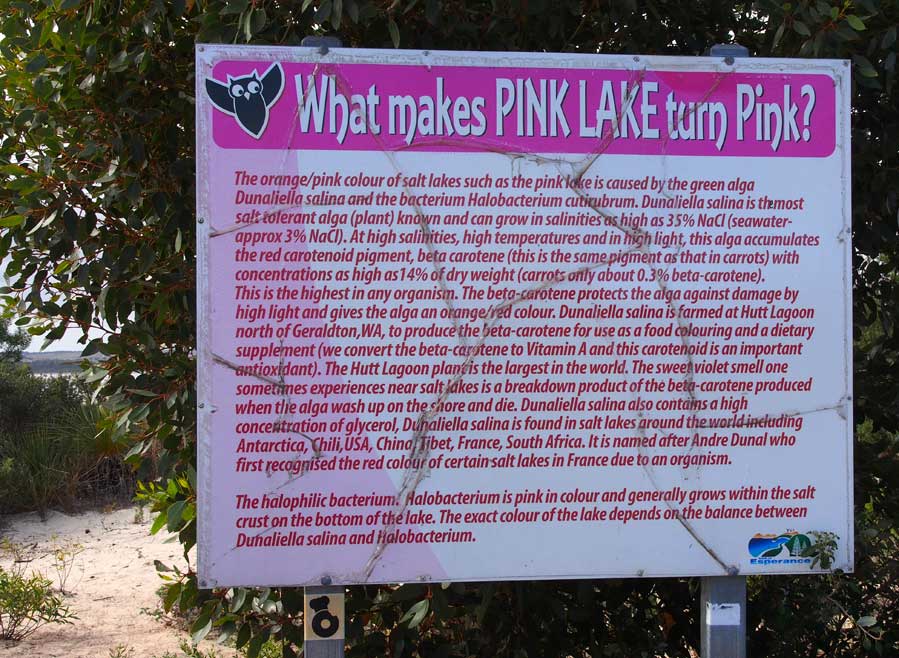 What makes PINK LAKE turn Pink?
The orange/pink colour of salt lakes such as the pink lake is caused by the green alga
Dunaliella salina and the bacterium Halobacterium cutirubrum. Dunaliella salina is the most
salt tolerant alga (plant) known and can grow in salinities as high as 35% NaCl (seawater-
approx 3% NaCl). At high salinities, high temperatures and in high light, this alga accumulates
the red carotenoid pigment, beta carotene (this is the same pigment as that in carrots) with
concentrations as high as14% of dry weight (carrots only about 0.3% beta-carotene).
This is the highest in any organism. The beta-carotene protects the alga against damage by
high light and gives the alga an orange/red colour. Dunaliella salina is farmed at Hutt Lagoon
north of Geraldton,WA, to produce the beta-carotene for use as a food colouring and a dietary
supplement (we convert the beta-carotene to Vitamin A and this carotenoid is an important
antioxidant). The Hutt Lagoon plant is the largest in the world. The sweet violet smell one
sometimes experiences near salt lakes is a breakdown product of the beta-carotene produced
when the alga wash up on the shore and die. Dunaliella salina also contains a high
concentration of glycerol, Dunaliella salina is found in salt lakes around the world including
Antarctica, Chili,USA, China, Tibet, France, South Africa. It is named after Andre Dunal who
first recognised the red colour of certain salt lakes in France due to an organism.
The halophilic bacterium. Halobacterium is pink in colour and generally grows within the salt
crust on the bottom of the lake. The exact colour of the lake depends on the balance between
Dunaliella salina and Halobacterium.
Esperance
8